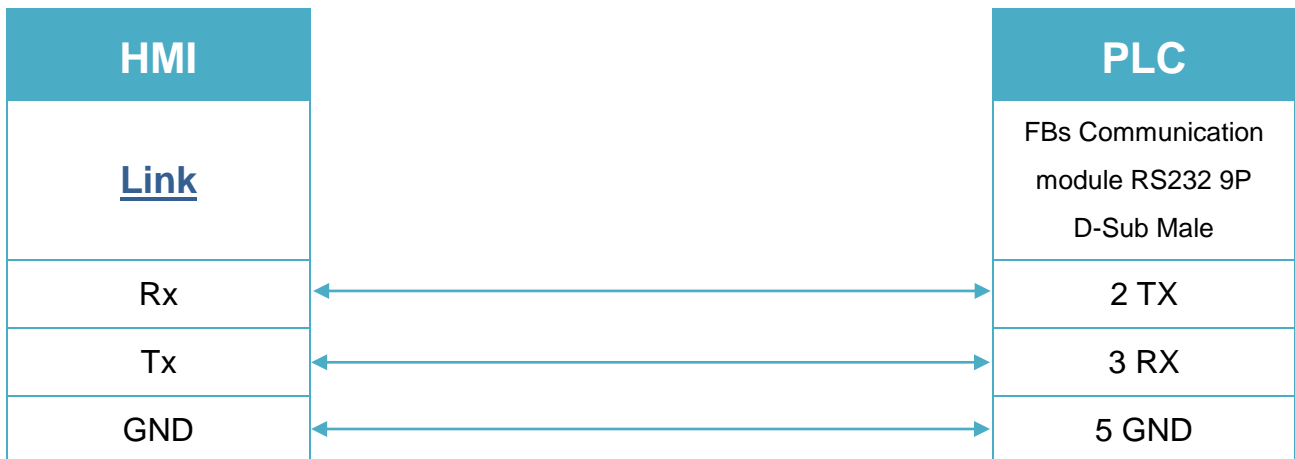 HMI
PLC
Link
FBs Communication
module RS232 9P
D-Sub Male
Rx
2 TX
Tx
3 RX
GND
5 GND